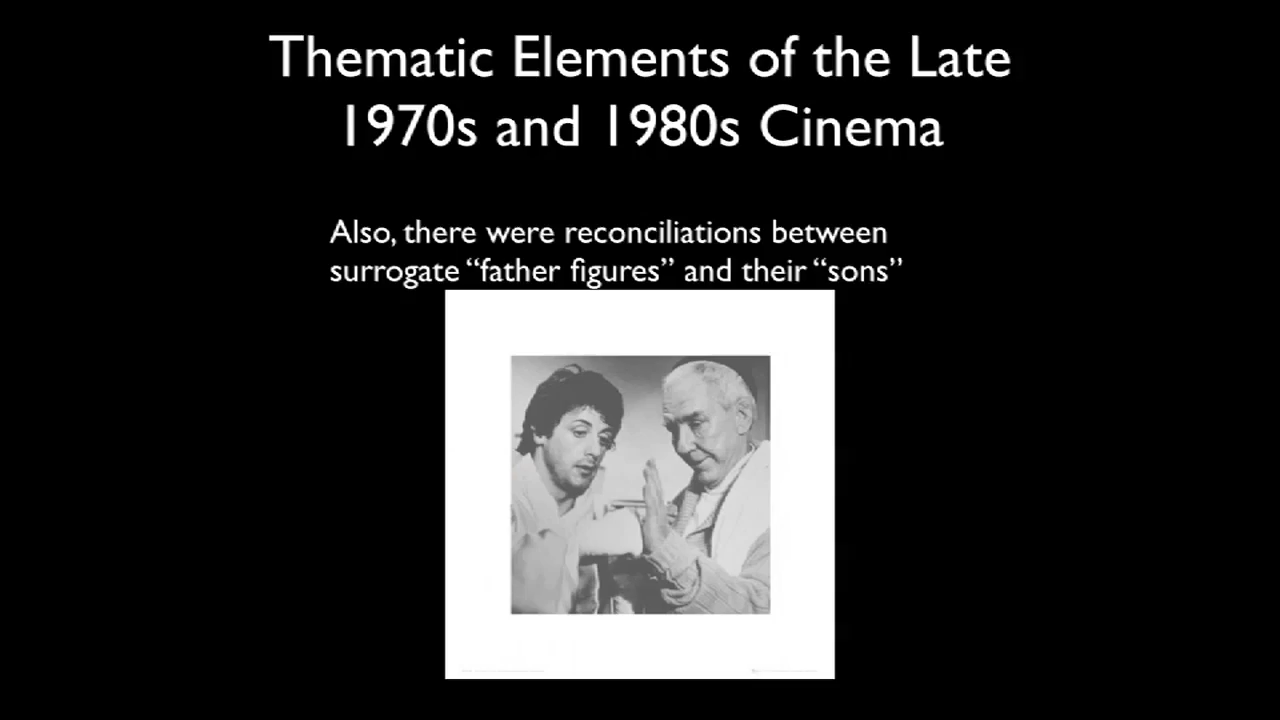 Thematic Elements of the Late
1970s and 1980s Cinema
Also, there were reconciliations between
surrogate “father figures” and their “sons”